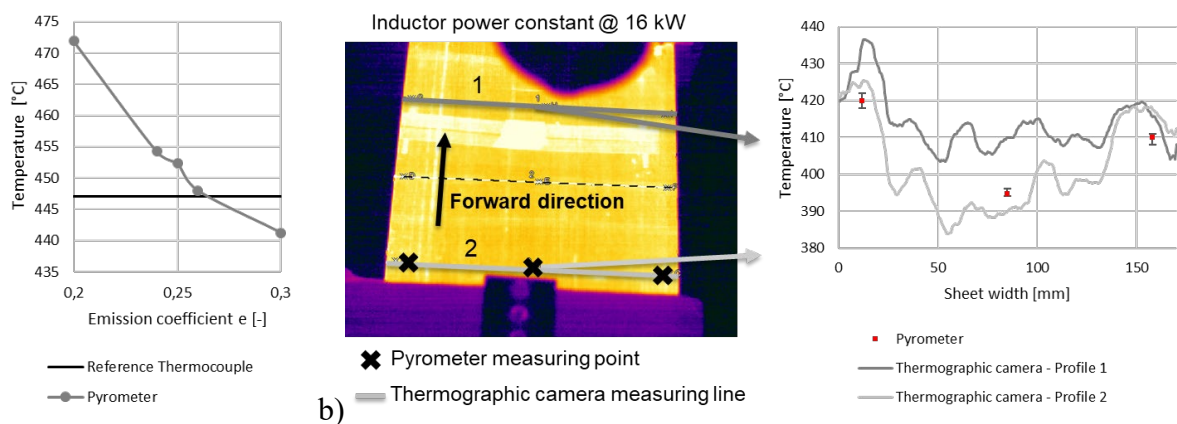 Inductor power constant @ 16 kW
Temperature [°C]
475
470
465
460
455
450
445
440
435
0,2
0,25
0,3
Emission coefficient e [-]
Reference Thermocouple
Pyrometer
1
Forward direction
2
Pyrometer measuring point
Thermographic camera measuring line
b)
Temperature [°C]
440
430
420
410
400
390
380
0
50
100
150
Sheet width [mm]
Pyrometer
Thermographic camera - Profile 1
Thermographic camera - Profile 2